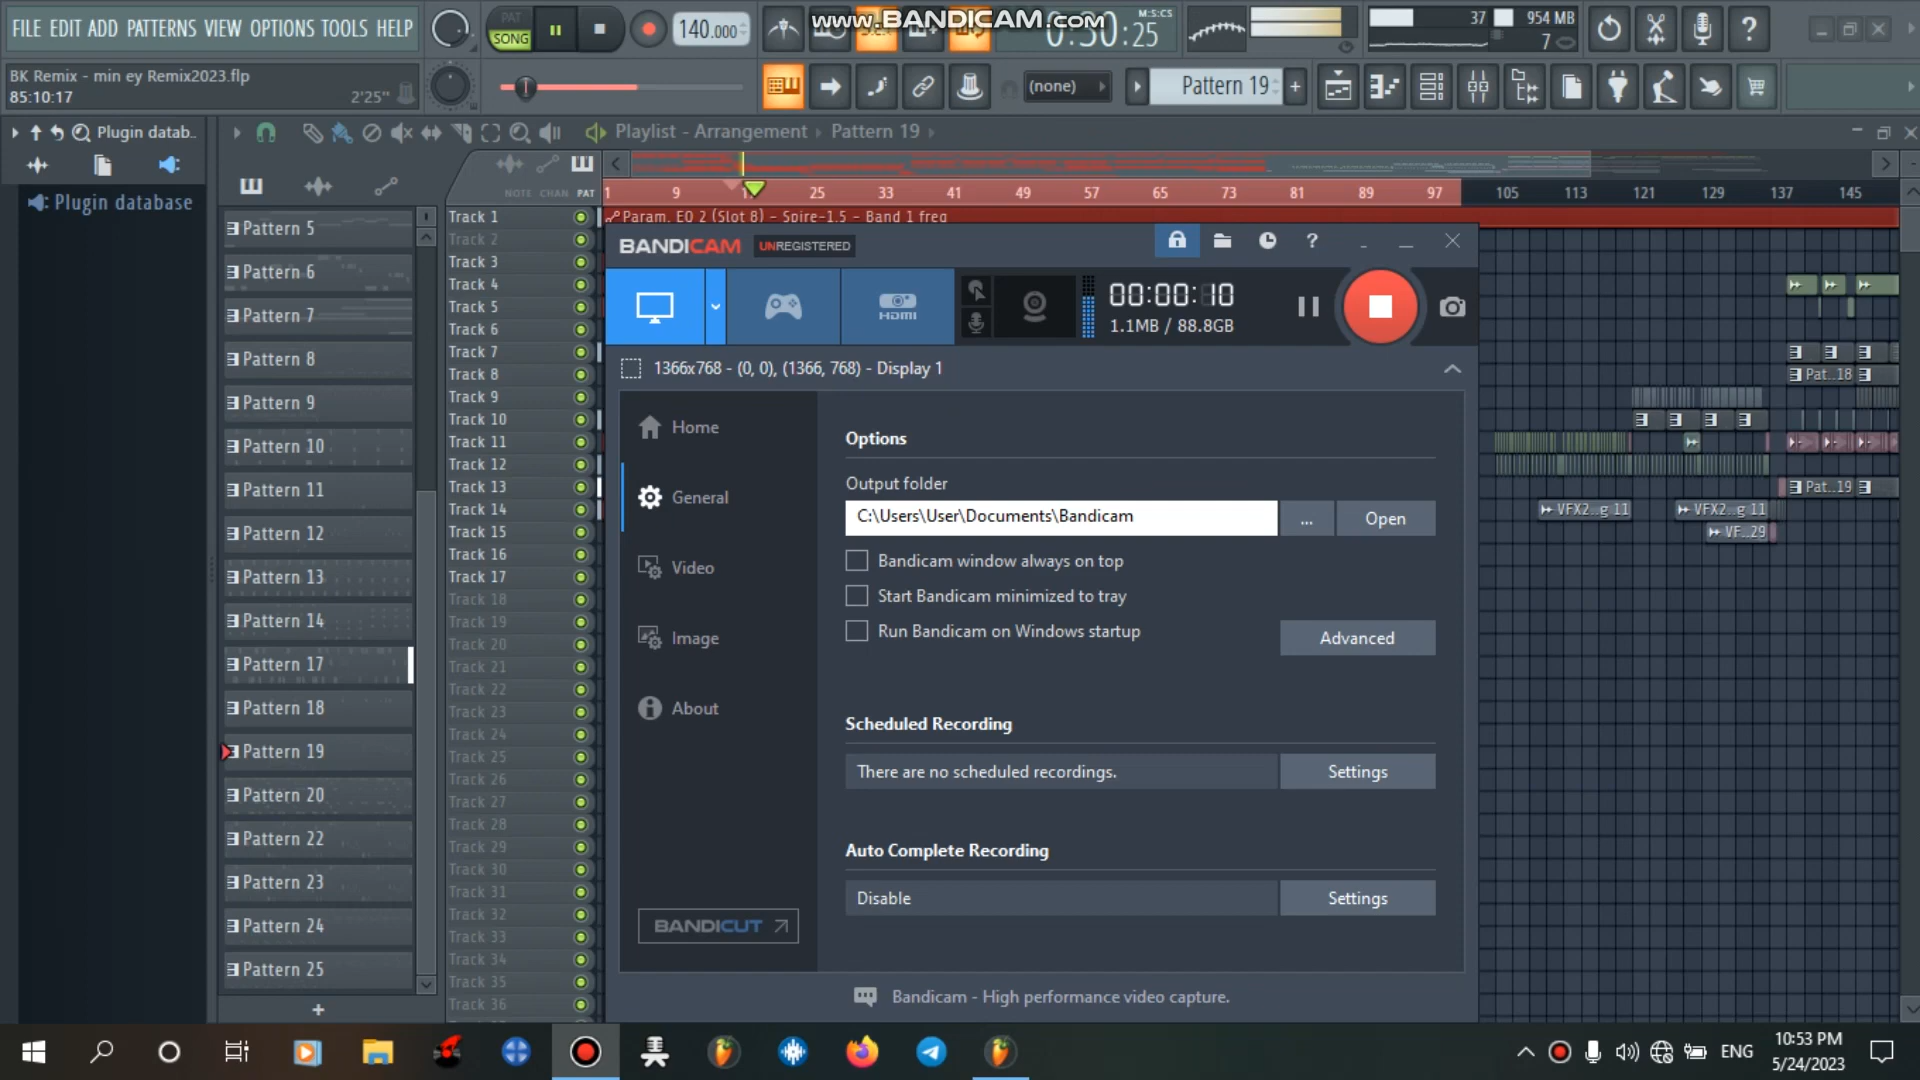 www.BANDICAM.com
FILE EDIT ADD PATTERNS VIEW OPTIONS TOOLS HELP
PAT
SONG
140.000
0:30:25
M:S:CS
37
954 MB
7
BK Remix - min ey Remix2023.flp
85:10:17
2'25"
(none)
Pattern 19
Plugin datab..
Playlist - Arrangement › Pattern 19 ›
NOTE CHAN PAT
1 9 25 33 41 49 57 65 73 81 89 97 105 113 121 129 137 145
Plugin database
Pattern 5
Pattern 6
Pattern 7
Pattern 8
Pattern 9
Pattern 10
Pattern 11
Pattern 12
Pattern 13
Pattern 14
Pattern 17
Pattern 18
Pattern 19
Pattern 20
Pattern 22
Pattern 23
Pattern 24
Pattern 25
+
Track 1
Track 2
Track 3
Track 4
Track 5
Track 6
Track 7
Track 8
Track 9
Track 10
Track 11
Track 12
Track 13
Track 14
Track 15
Track 16
Track 17
Track 18
Track 19
Track 20
Track 21
Track 22
Track 23
Track 24
Track 25
Track 26
Track 27
Track 28
Track 29
Track 30
Track 31
Track 32
Track 33
Track 34
Track 35
Track 36
Param. EQ 2 (Slot 8) - Spire-1.5 - Band 1 freq
Pat..18
Pat..19
VFX2..g 11
VFX2..g 11
VF..29
BANDICAM UNREGISTERED
HDMI
00:00:10
1.1MB / 88.8GB
1366x768 - (0, 0), (1366, 768) - Display 1
Home
General
Video
Image
About
BANDICUT
Options
Output folder
C:\Users\User\Documents\Bandicam
...
Open
Bandicam window always on top
Start Bandicam minimized to tray
Run Bandicam on Windows startup
Advanced
Scheduled Recording
There are no scheduled recordings.
Settings
Auto Complete Recording
Disable
Settings
Bandicam - High performance video capture.
ENG
10:53 PM
5/24/2023